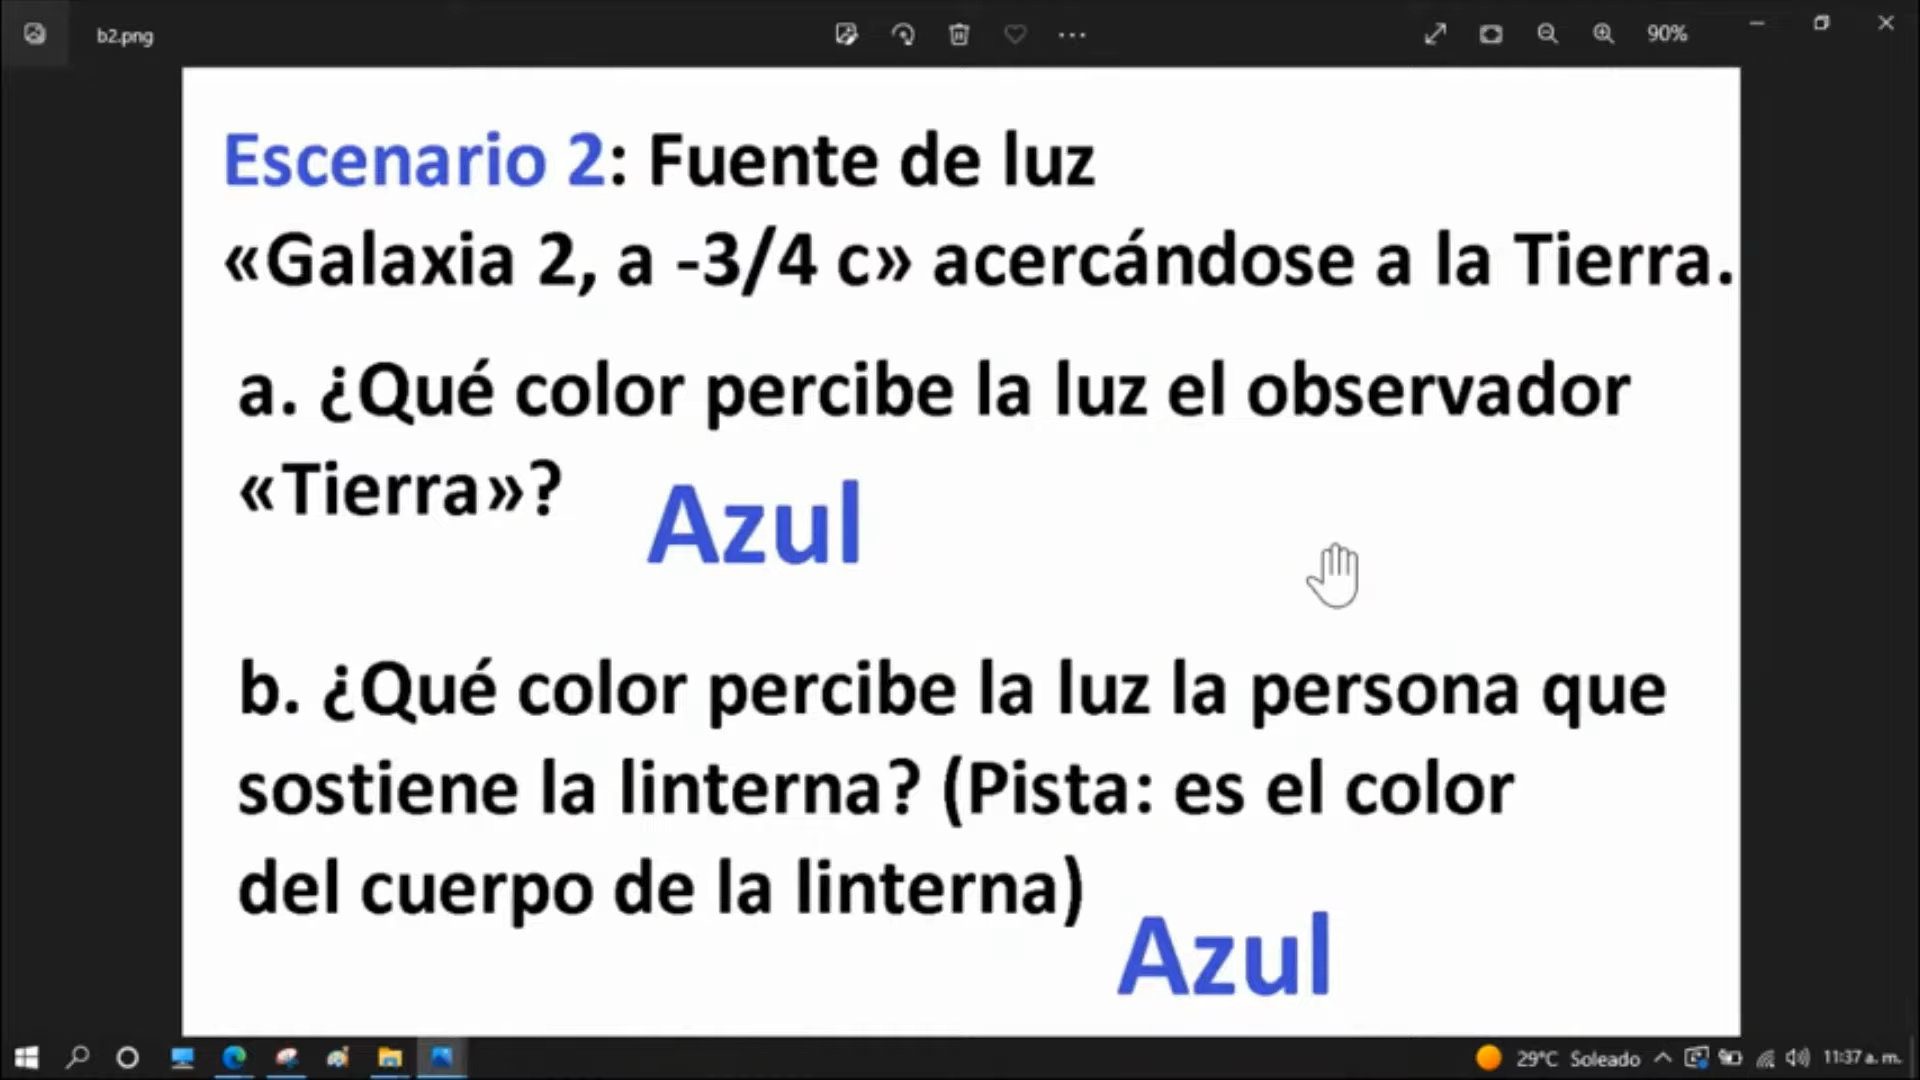 b2.png
90%
Escenario 2: Fuente de luz
«Galaxia 2, a -3/4 c» acercándose a la Tierra.
a. ¿Qué color percibe la luz el observador
«Tierra»?
Azul
b. ¿Qué color percibe la luz la persona que
sostiene la linterna? (Pista: es el color
del cuerpo de la linterna)
Azul
29°C Soleado
11:37 a. m.